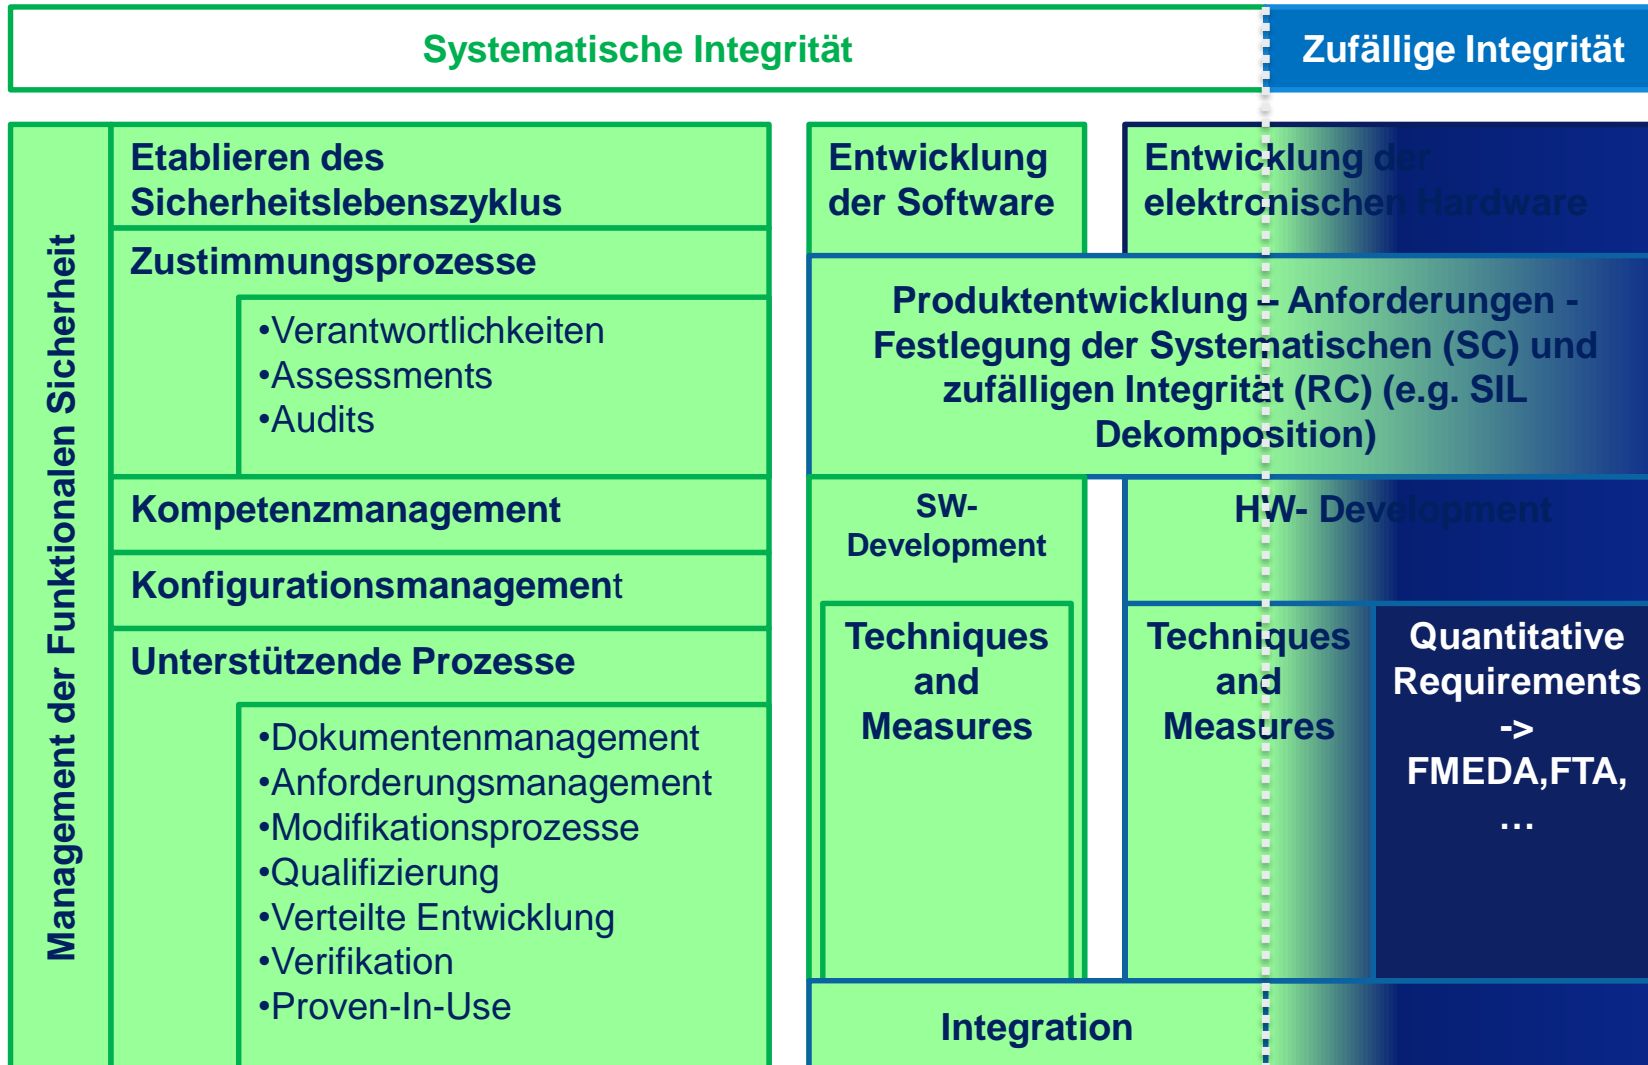 Systematische Integrität
Zufällige Integrität
Management der Funktionalen Sicherheit
Etablieren des
Sicherheitslebenszyklus
Zustimmungsprozesse
•Verantwortlichkeiten
•Assessments
•Audits
Kompetenzmanagement
Konfigurationsmanagement
Unterstützende Prozesse
•Dokumentenmanagement
•Anforderungsmanagement
•Modifikationsprozesse
•Qualifizierung
•Verteilte Entwicklung
•Verifikation
•Proven-In-Use
Entwicklung
der Software
Entwicklung der
elektronischen Hardware
Produktentwicklung – Anforderungen -
Festlegung der Systematischen (SC) und
zufälligen Integrität (RC) (e.g. SIL
Dekomposition)
SW-
Development
HW- Development
Techniques
and
Measures
Techniques
and
Measures
Quantitative
Requirements
->
FMEDA,FTA,
…
Integration